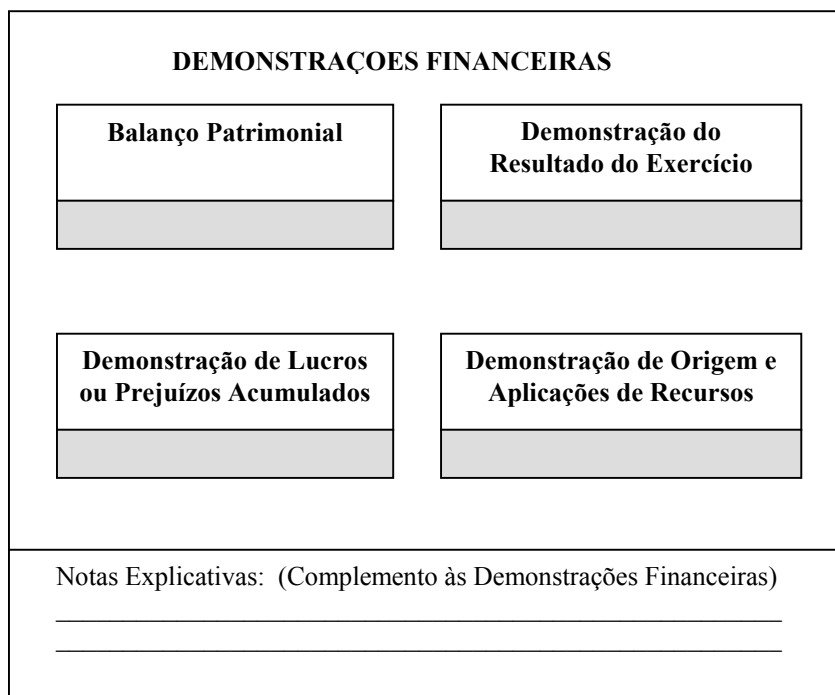 DEMONSTRAÇOES FINANCEIRAS
Balanço Patrimonial
Demonstração do
Resultado do Exercício
Demonstração de Lucros
ou Prejuízos Acumulados
Demonstração de Origem e
Aplicações de Recursos
Notas Explicativas: (Complemento às Demonstrações Financeiras)